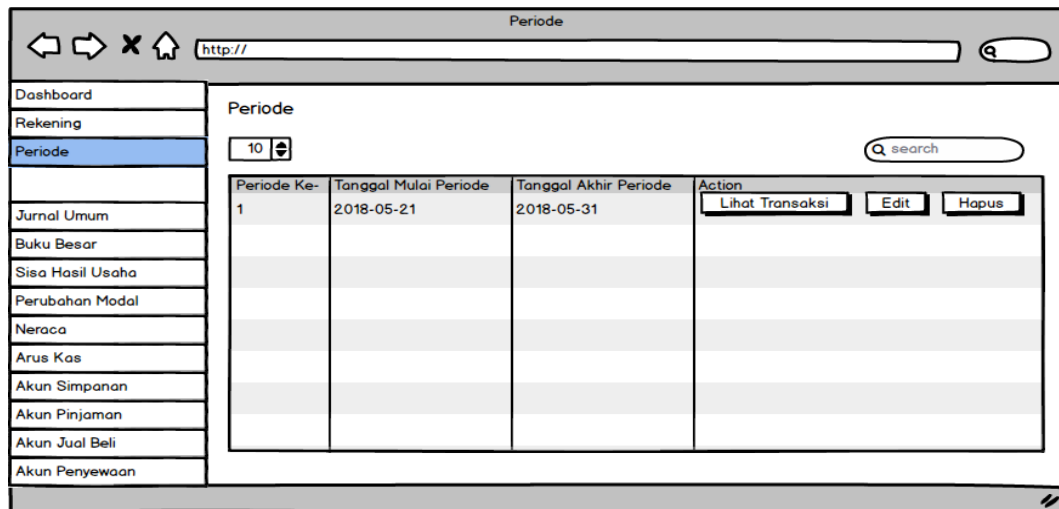 Periode
http://
Dashboard
Rekening
Periode
Jurnal Umum
Buku Besar
Sisa Hasil Usaha
Perubahan Modal
Neraca
Arus Kas
Akun Simpanan
Akun Pinjaman
Akun Jual Beli
Akun Penyewaan
Periode
10
search
Periode Ke- Tanggal Mulai Periode Tanggal Akhir Periode Action
1 2018-05-21 2018-05-31 Lihat Transaksi Edit Hapus